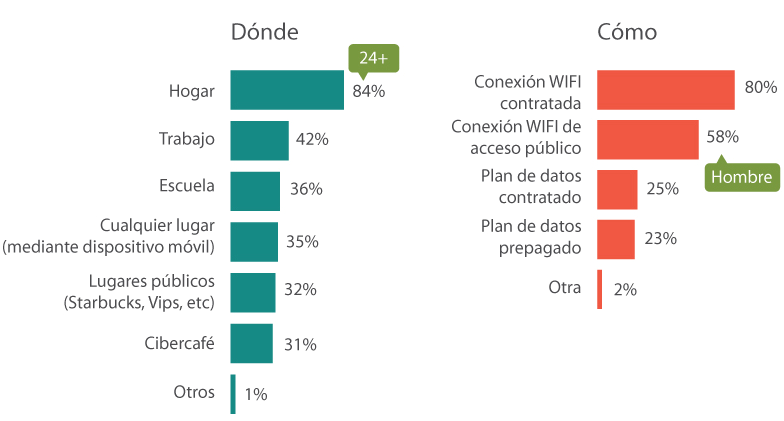 Dónde
24+
Hogar
84%
Trabajo
42%
Escuela
36%
Cualquier lugar
(mediante dispositivo móvil)
35%
Lugares públicos
(Starbucks, Vips, etc)
32%
Cibercafé
31%
Otros
1%
Cómo
Conexión WIFI
contratada
80%
Conexión WIFI de
acceso público
58%
Hombre
Plan de datos
contratado
25%
Plan de datos
prepagado
23%
Otra
2%